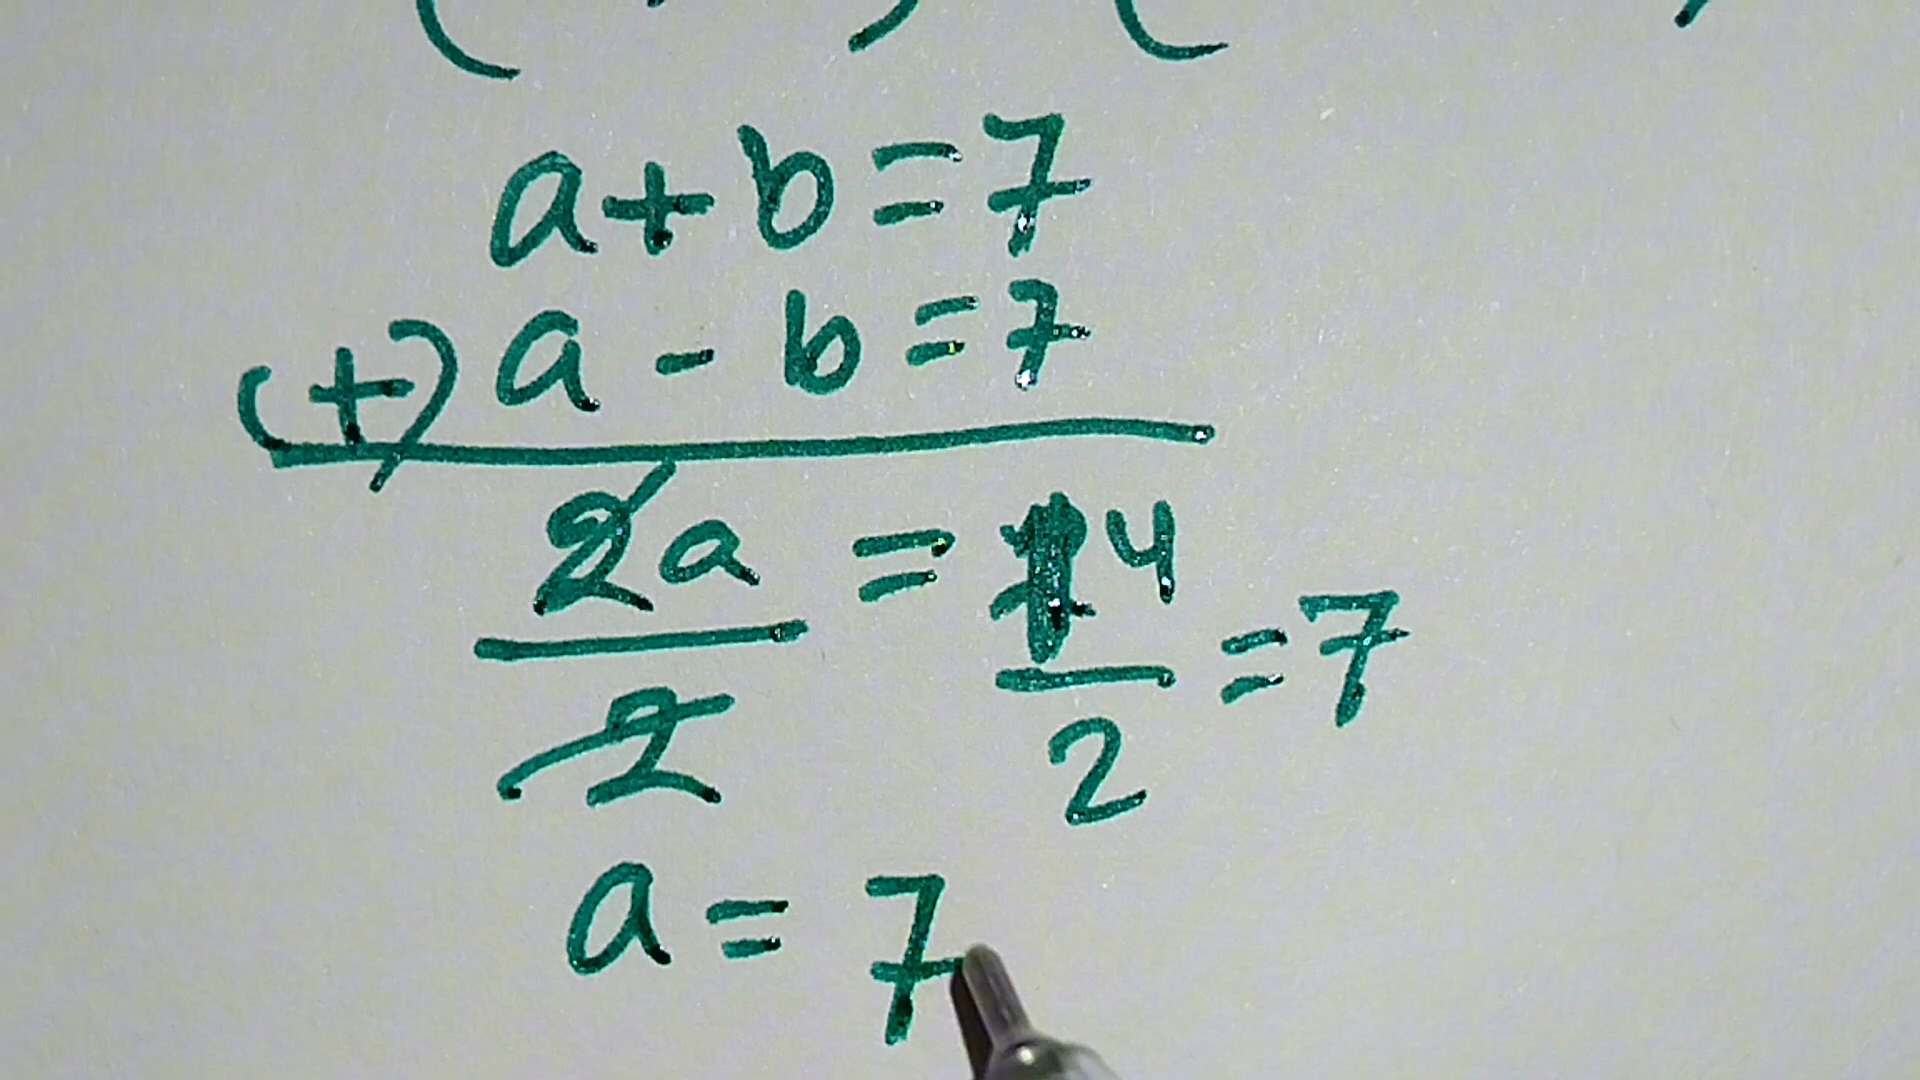 a + b = 7
(+) a - b = 7
2a/2 = 14/2 = 7
a = 7